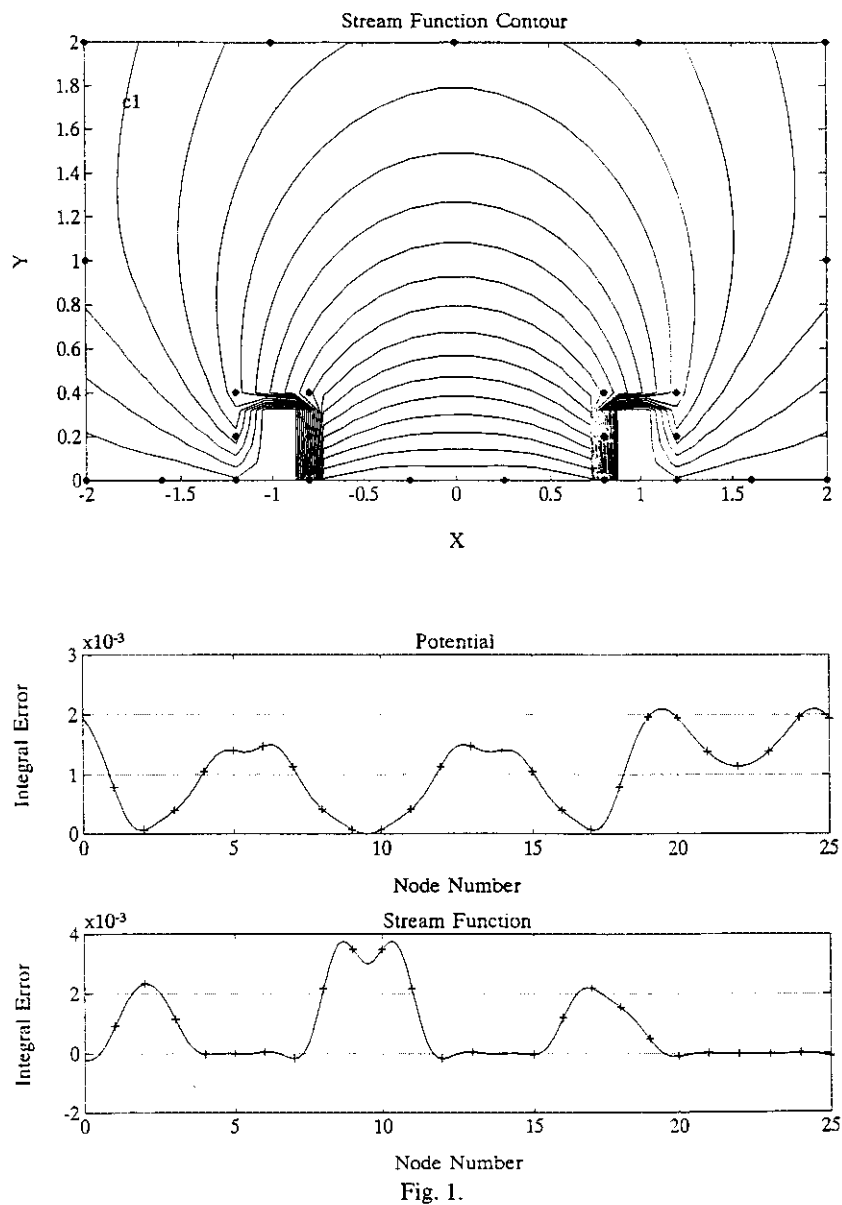 Stream Function Contour
2
1.8
1.6
1.4
1.2
1
0.8
0.6
0.4
0.2
0
Y
c1
-2 -1.5 -1 -0.5 0 0.5 1 1.5 2
X
x10-3
Potential
3
2
1
0
Integral Error
0 5 10 15 20 25
Node Number
x10-3
Stream Function
4
2
0
-2
Integral Error
0 5 10 15 20 25
Node Number
Fig. 1.